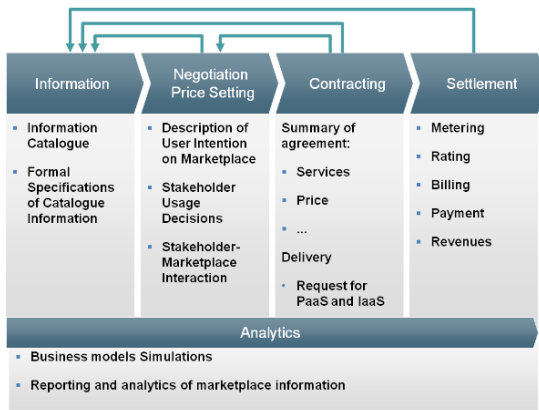 Information
Negotiation
Price Setting
Contracting
Settlement
Information
Catalogue
Formal
Specifications
of Catalogue
Information
Description of
User Intention
on Marketplace
Stakeholder
Usage
Decisions
Stakeholder-
Marketplace
Interaction
Summary of
agreement:
Services
Price
...
Delivery
Request for
PaaS and IaaS
Metering
Rating
Billing
Payment
Revenues
Analytics
Business models Simulations
Reporting and analytics of marketplace information